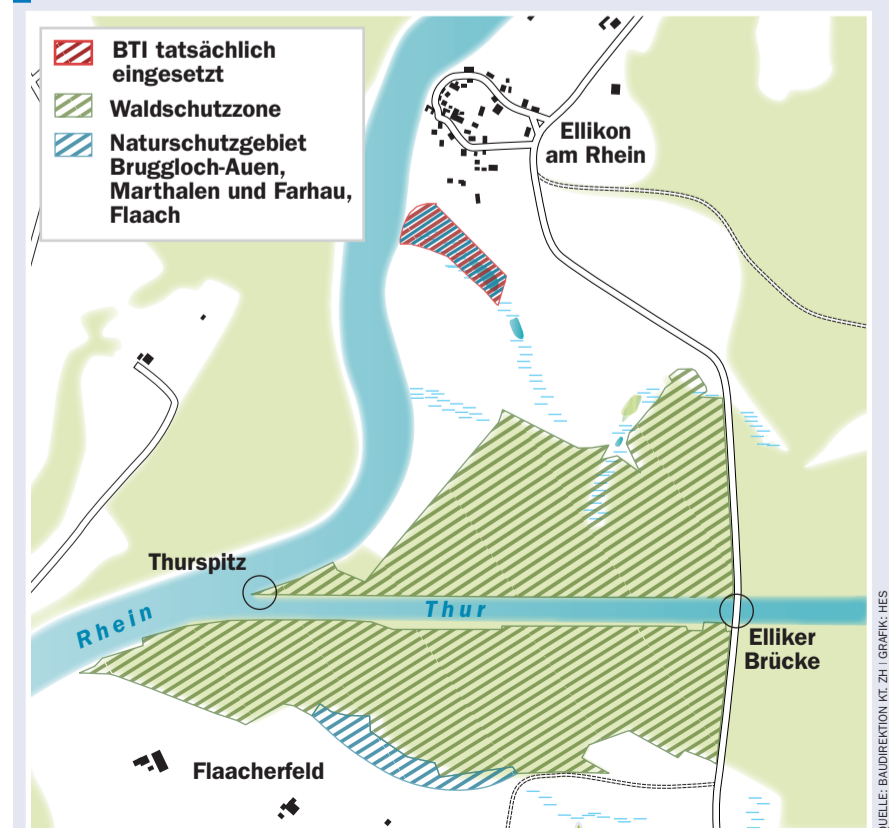 BTI tatsächlich
eingesetzt
Waldschutzzone
Naturschutzgebiet
Bruggloch-Auen,
Marthalen und Farhau,
Flaach
Ellikon
am Rhein
Thurspitz
Rhein
Thur
Elliker
Brücke
Flaacherfeld
UELLE: BAUDIREKTION KT. ZH | GRAFIK: HES